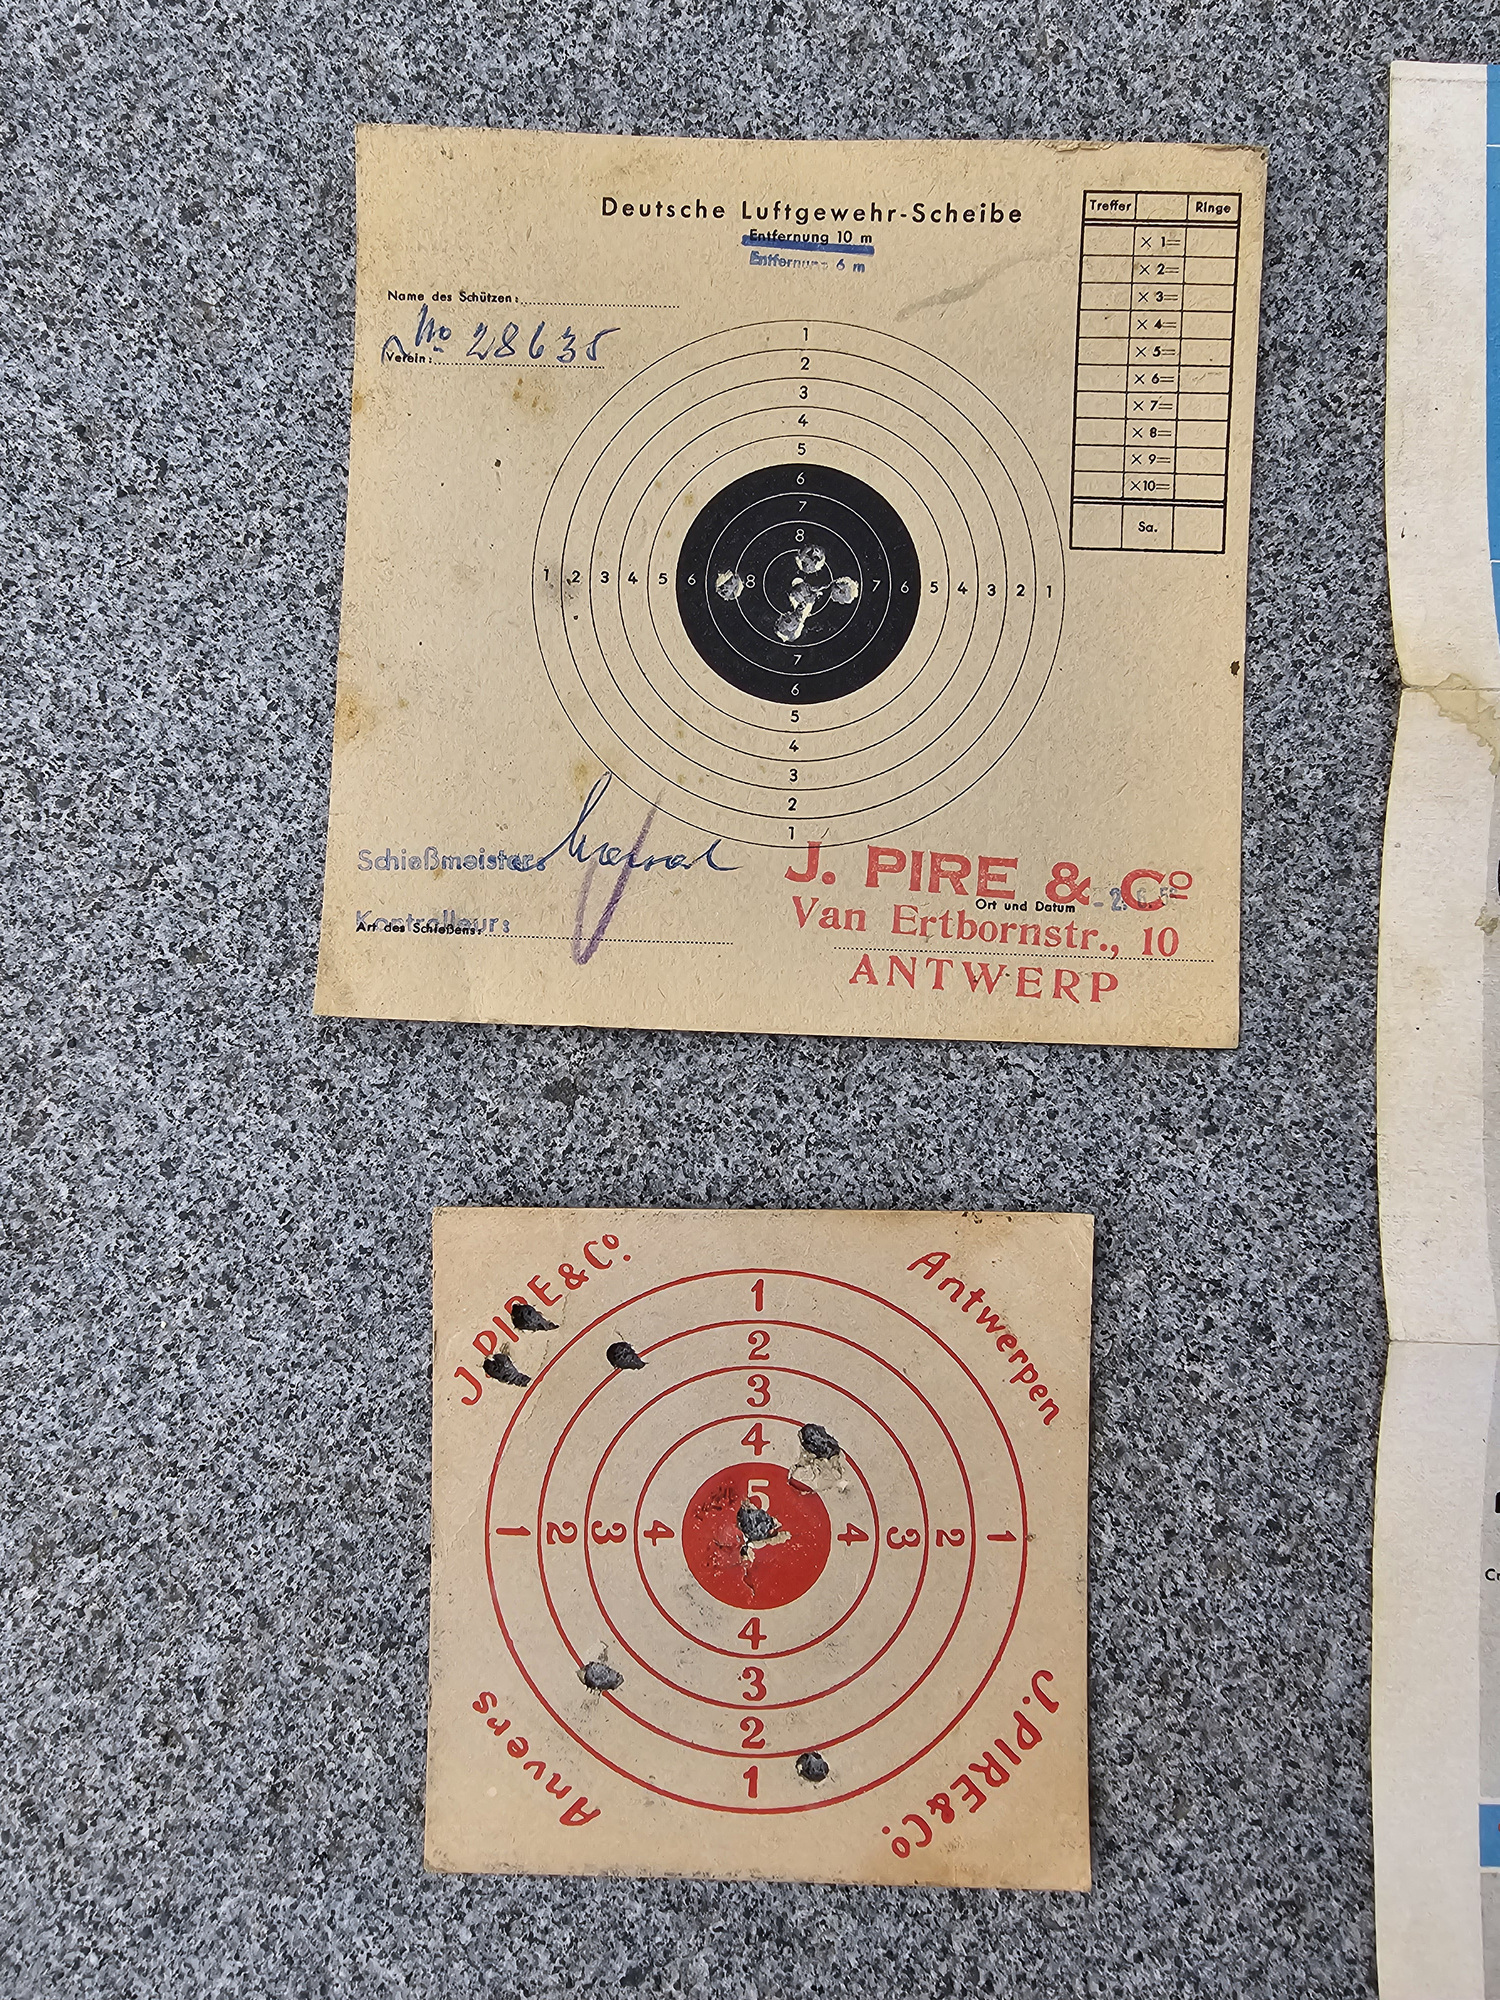 Deutsche Luftgewehr-Scheibe
Entfernung 10 m
Entfernung 6 m
Treffer Ringe
× 1=
× 2=
× 3=
× 4=
× 5=
× 6=
× 7=
× 8=
× 9=
×10=
Sa.
Name des Schützen:
No 28635
Verein:
1
2
3
4
5
6
7
8
1 2 3 4 5 6 8 7 6 5 4 3 2 1
7
6
5
4
3
2
1
Schießmeister:
J. PIRE & Co
Ort und Datum
Van Ertbornstr., 10
Kontrolleur:
Art des Schießens:
ANTWERP
J. PIRE & Co.
Antwerpen
1
2
3
4
5
1 2 3 4 4 3 2 1
4
3
2
1
Anvers
J. PIRE & Co.